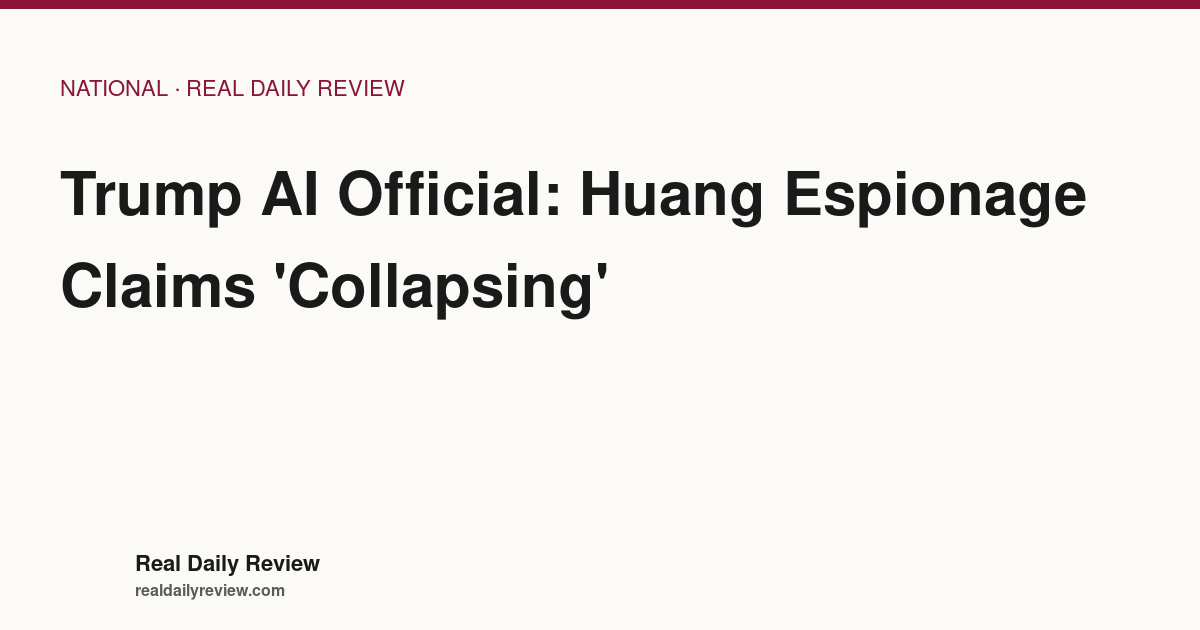 NATIONAL · REAL DAILY REVIEW
Trump AI Official: Huang Espionage
Claims 'Collapsing'
Real Daily Review
realdailyreview.com